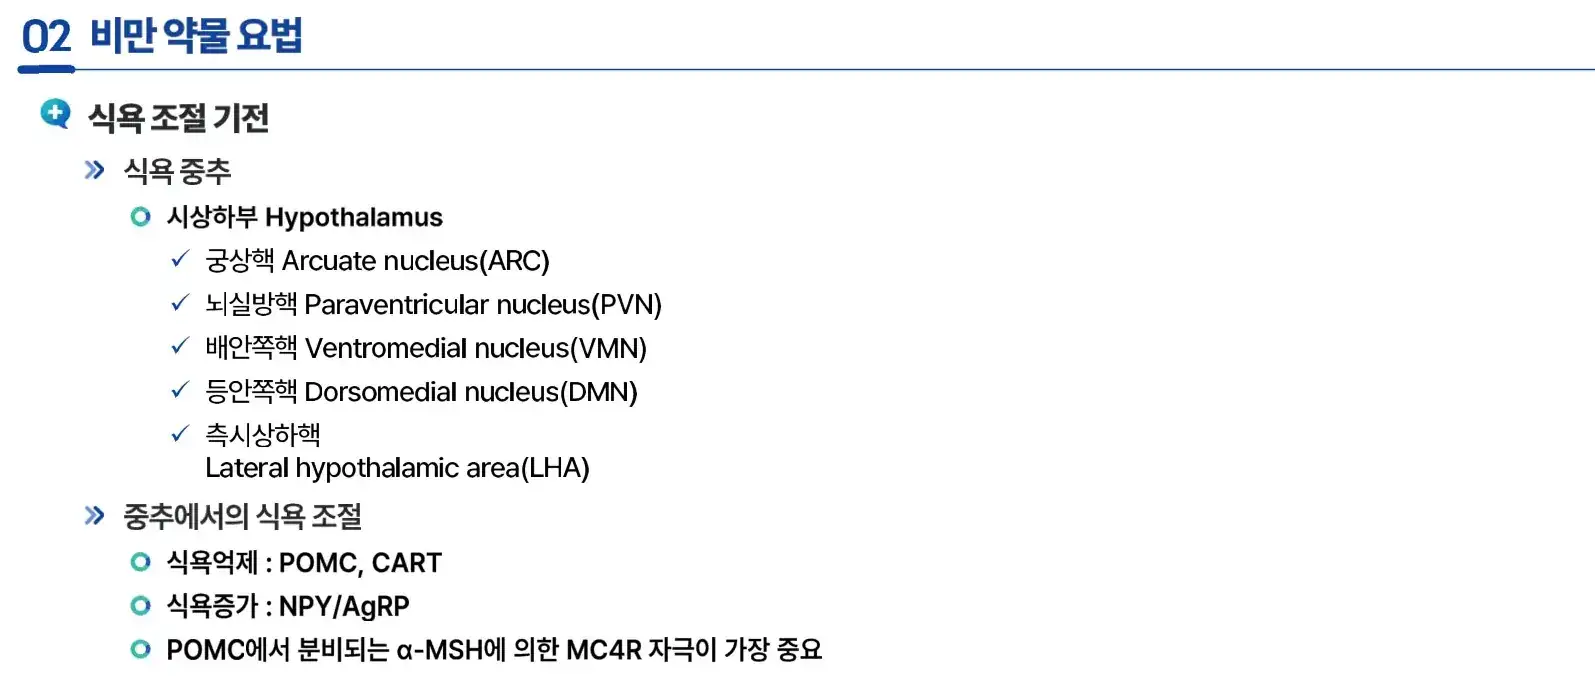 02 비만 약물 요법
식욕 조절 기전
식욕 중추
시상하부 Hypothalamus
궁상핵 Arcuate nucleus(ARC)
뇌실방핵 Paraventricular nucleus(PVN)
배안쪽핵 Ventromedial nucleus(VMN)
등안쪽핵 Dorsomedial nucleus(DMN)
측시상하핵
Lateral hypothalamic area(LHA)
중추에서의 식욕 조절
식욕억제 : POMC, CART
식욕증가 : NPY/AgRP
POMC에서 분비되는 α-MSH에 의한 MC4R 자극이 가장 중요